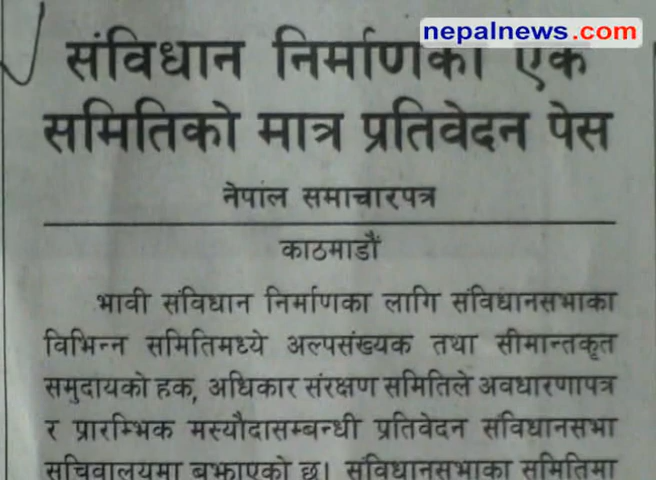 nepalnews.com
संविधान निर्माणका एक
समितिको मात्र प्रतिवेदन पेस
नेपाल समाचारपत्र
काठमाडौं
भावी संविधान निर्माणका लागि संविधानसभाका
विभिन्न समितिमध्ये अल्पसंख्यक तथा सीमान्तकृत
समुदायको हक, अधिकार संरक्षण समितिले अवधारणापत्र
र प्रारम्भिक मस्यौदासम्बन्धी प्रतिवेदन संविधानसभा
सचिवालयमा बुझाएको छ। संविधानसभाका समितिमा